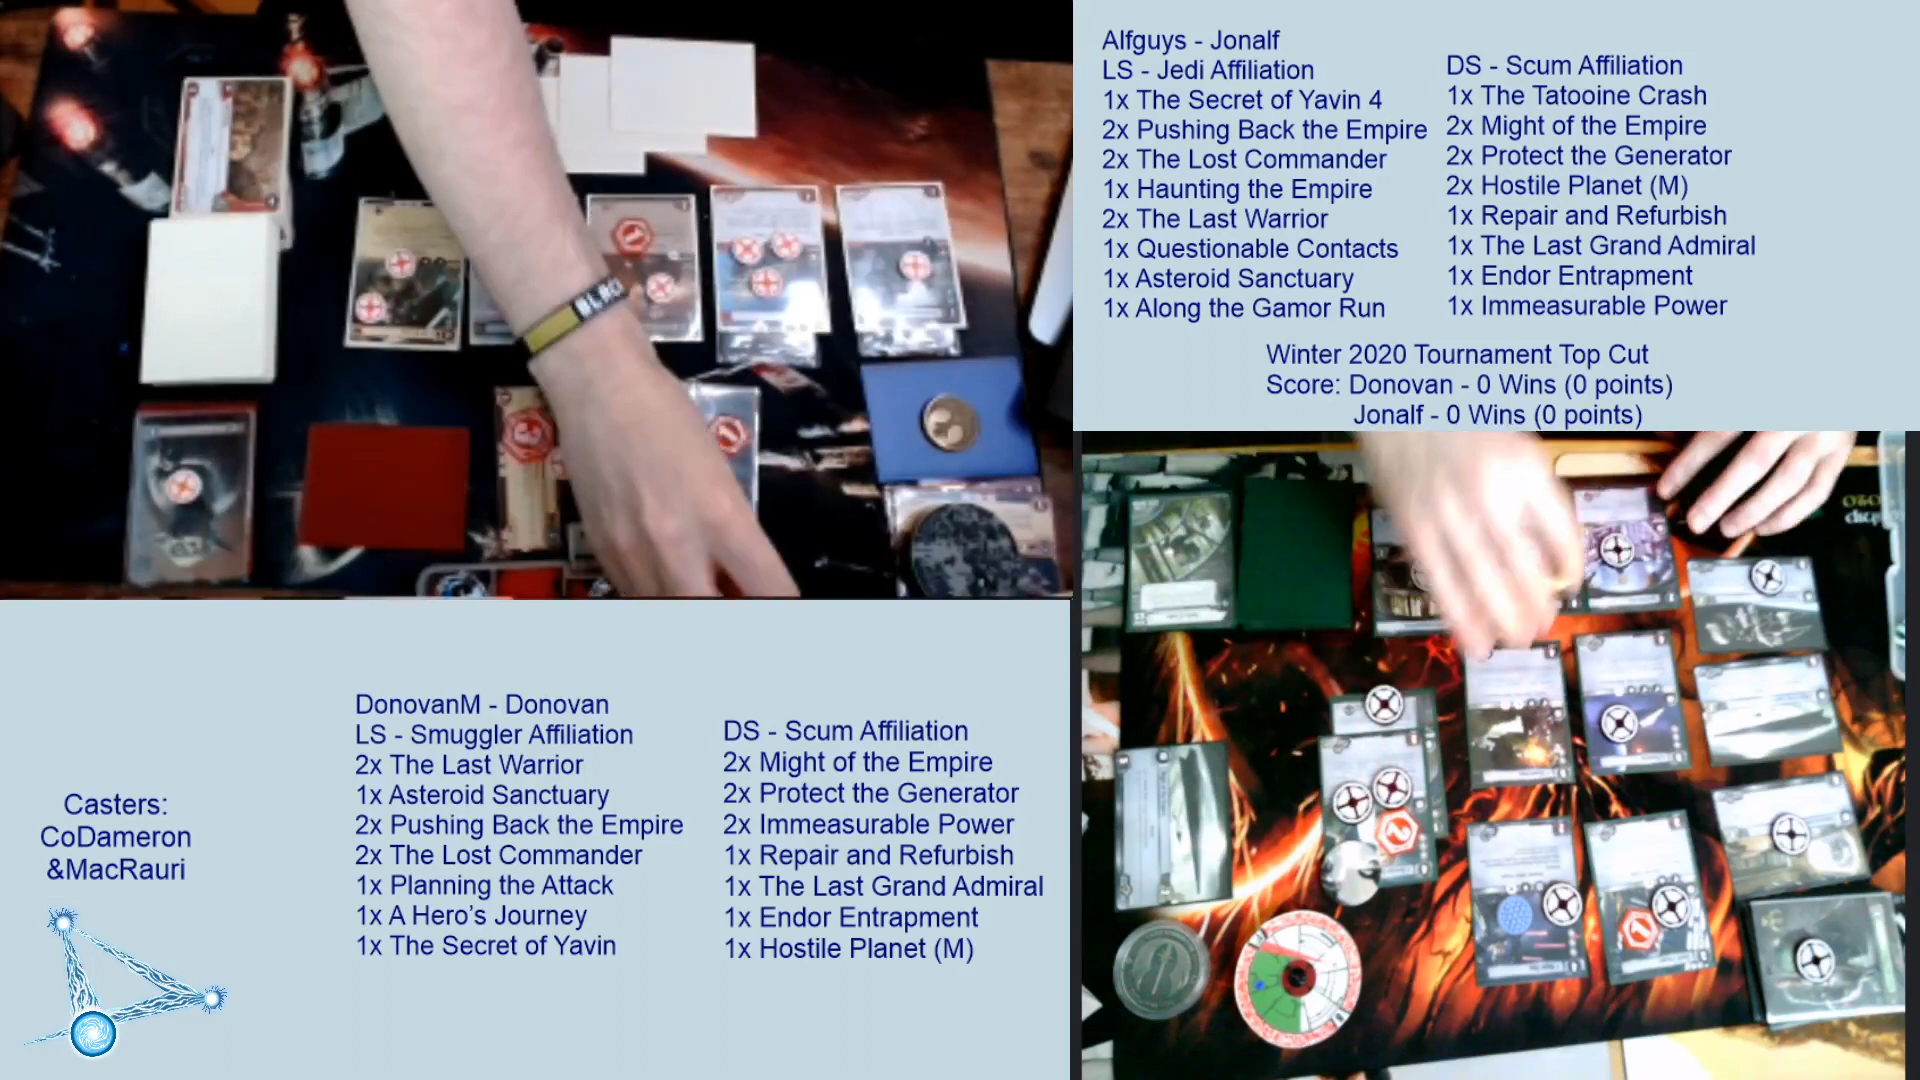 Alfguys - Jonalf
LS - Jedi Affiliation
1x The Secret of Yavin 4
2x Pushing Back the Empire
2x The Lost Commander
1x Haunting the Empire
2x The Last Warrior
1x Questionable Contacts
1x Asteroid Sanctuary
1x Along the Gamor Run
DS - Scum Affiliation
1x The Tatooine Crash
2x Might of the Empire
2x Protect the Generator
2x Hostile Planet (M)
1x Repair and Refurbish
1x The Last Grand Admiral
1x Endor Entrapment
1x Immeasurable Power
Winter 2020 Tournament Top Cut
Score: Donovan - 0 Wins (0 points)
Jonalf - 0 Wins (0 points)
DonovanM - Donovan
LS - Smuggler Affiliation
2x The Last Warrior
1x Asteroid Sanctuary
2x Pushing Back the Empire
2x The Lost Commander
1x Planning the Attack
1x A Hero’s Journey
1x The Secret of Yavin
DS - Scum Affiliation
2x Might of the Empire
2x Protect the Generator
2x Immeasurable Power
1x Repair and Refurbish
1x The Last Grand Admiral
1x Endor Entrapment
1x Hostile Planet (M)
Casters:
CoDameron
&MacRauri